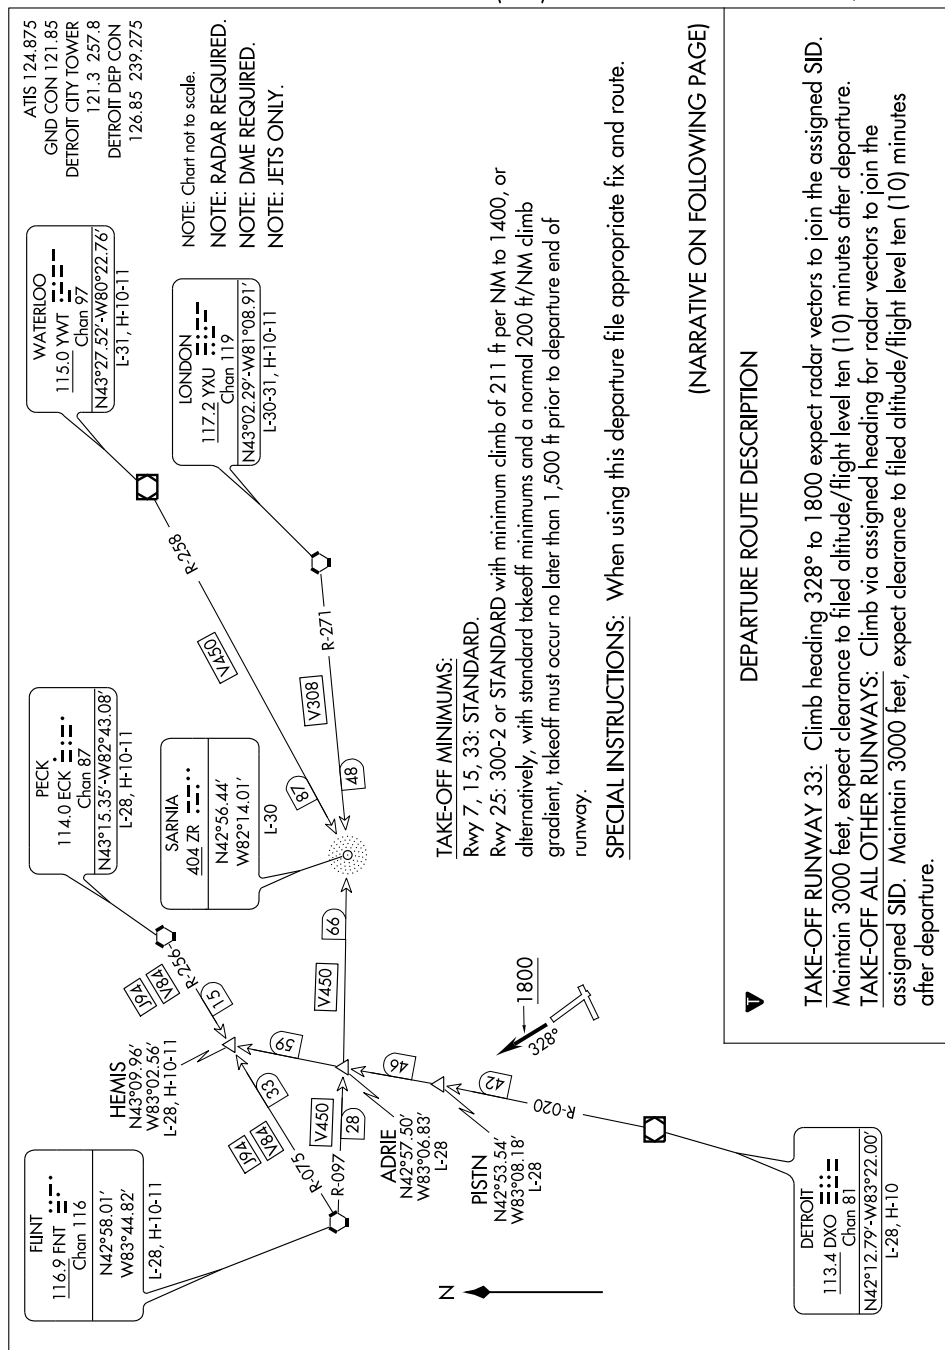 ATIS 124.875
GND CON 121.85
DETROIT CITY TOWER
121.3 257.8
DETROIT DEP CON
126.85 239.275
NOTE: Chart not to scale.
NOTE: RADAR REQUIRED.
NOTE: DME REQUIRED.
NOTE: JETS ONLY.
WATERLOO
115.0 YWT
Chan 97
N43°27.52'-W80°22.76'
L-31, H-10-11
LONDON
117.2 YXU
Chan 119
N43°02.29'-W81°08.91'
L-30-31, H-10-11
PECK
114.0 ECK
Chan 87
N43°15.35'-W82°43.08'
L-28, H-10-11
SARNIA
404 ZR
N42°56.44'
W82°14.01'
L-30
R-258
V450
87
R-271
V308
48
J94
V84
R-256
15
HEMIS
N43°09.96'
W83°02.56'
L-28, H-10-11
59
33
J94
V84
R-075
V450
66
V450
28
R-097
FLINT
116.9 FNT
Chan 116
N42°58.01'
W83°44.82'
L-28, H-10-11
ADRIE
N42°57.50'
W83°06.83'
L-28
46
PISTN
N42°53.54'
W83°08.18'
L-28
42
R-020
1800
328°
N
DETROIT
113.4 DXO
Chan 81
N42°12.79'-W83°22.00'
L-28, H-10
TAKE-OFF MINIMUMS:
Rwy 7, 15, 33: STANDARD.
Rwy 25: 300-2 or STANDARD with minimum climb of 211 ft per NM to 1400, or
alternatively, with standard takeoff minimums and a normal 200 ft/NM climb
gradient, takeoff must occur no later than 1,500 ft prior to departure end of
runway.
SPECIAL INSTRUCTIONS: When using this departure file appropriate fix and route.
(NARRATIVE ON FOLLOWING PAGE)
T
DEPARTURE ROUTE DESCRIPTION
TAKE-OFF RUNWAY 33: Climb heading 328° to 1800 expect radar vectors to join the assigned SID.
Maintain 3000 feet, expect clearance to filed altitude/flight level ten (10) minutes after departure.
TAKE-OFF ALL OTHER RUNWAYS: Climb via assigned heading for radar vectors to join the
assigned SID. Maintain 3000 feet, expect clearance to filed altitude/flight level ten (10) minutes
after departure.